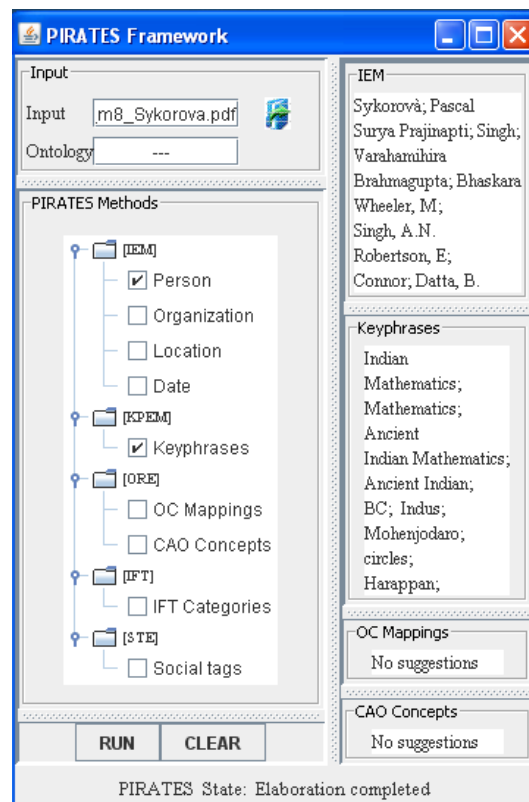 PIRATES Framework
Input
Input .m8_Sykorova.pdf
Ontology ---
PIRATES Methods
[IEM]
Person
Organization
Location
Date
[KPEM]
Keyphrases
[ORE]
OC Mappings
CAO Concepts
[IFT]
IFT Categories
[STE]
Social tags
RUN CLEAR
IEM
Sykorovà; Pascal
Surya Prajinapti; Singh;
Varahamihira
Brahmagupta; Bhaskara
Wheeler, M;
Singh, A.N.
Robertson, E;
Connor; Datta, B.
Keyphrases
Indian
Mathematics;
Mathematics;
Ancient
Indian Mathematics;
Ancient Indian;
BC; Indus;
Mohenjodaro;
circles;
Harappan;
OC Mappings
No suggestions
CAO Concepts
No suggestions
PIRATES State: Elaboration completed